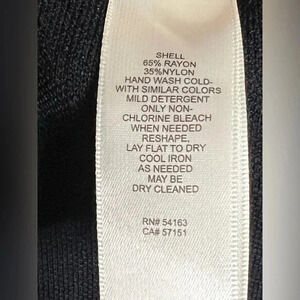 SHELL
65% RAYON
35%NYLON
HAND WASH COLD-
WITH SIMILAR COLORS
MILD DETERGENT
ONLY NON-
CHLORINE BLEACH
WHEN NEEDED
RESHAPE,
LAY FLAT TO DRY
COOL IRON
AS NEEDED
MAY BE
DRY CLEANED
RN# 54163
CA# 57151